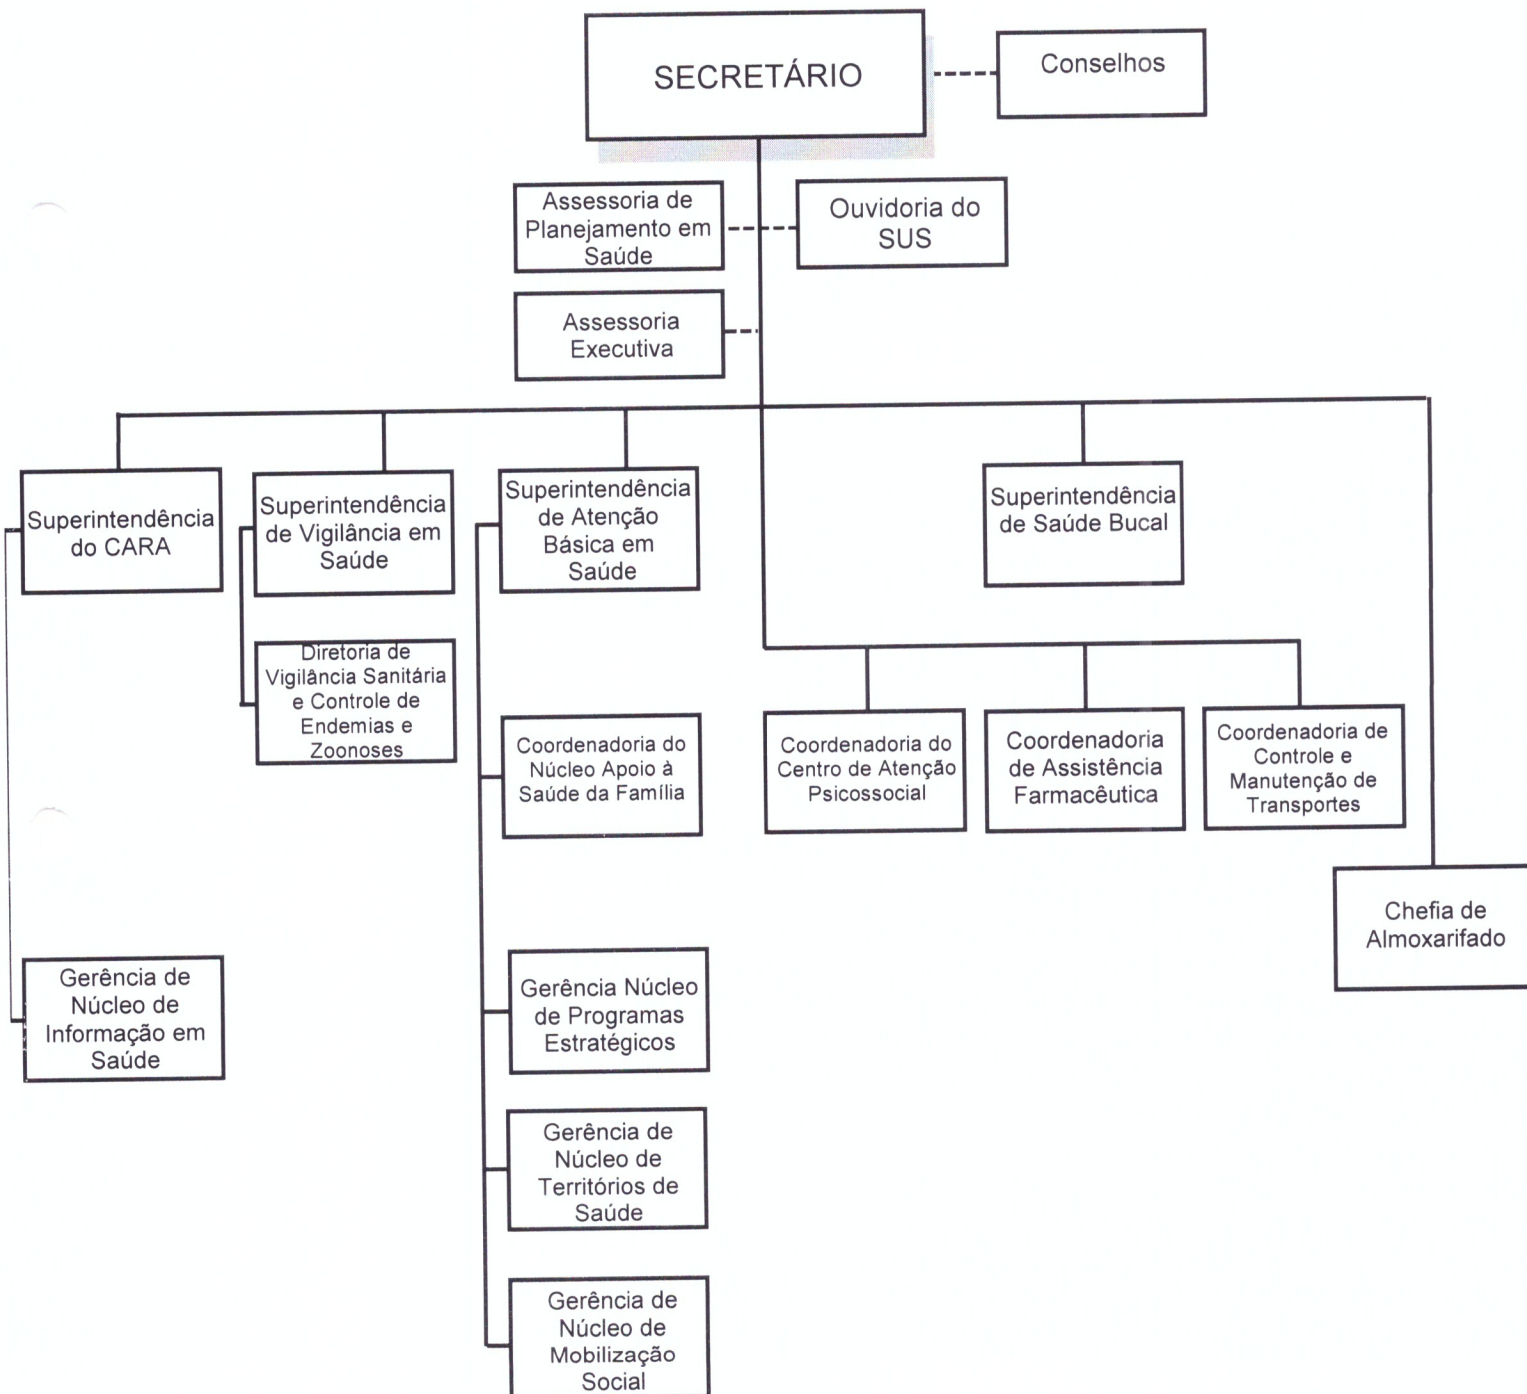 SECRETÁRIO
Conselhos
Assessoria de
Planejamento em
Saúde
Ouvidoria do
SUS
Assessoria
Executiva
Superintendência
do CARA
Superintendência
de Vigilância em
Saúde
Superintendência
de Atenção
Básica em
Saúde
Superintendência
de Saúde Bucal
Diretoria de
Vigilância Sanitária
e Controle de
Endemias e
Zoonoses
Coordenadoria do
Núcleo Apoio à
Saúde da Família
Coordenadoria do
Centro de Atenção
Psicossocial
Coordenadoria
de Assistência
Farmacêutica
Coordenadoria de
Controle e
Manutenção de
Transportes
Chefia de
Almoxarifado
Gerência de
Núcleo de
Informação em
Saúde
Gerência Núcleo
de Programas
Estratégicos
Gerência de
Núcleo de
Territórios de
Saúde
Gerência de
Núcleo de
Mobilização
Social